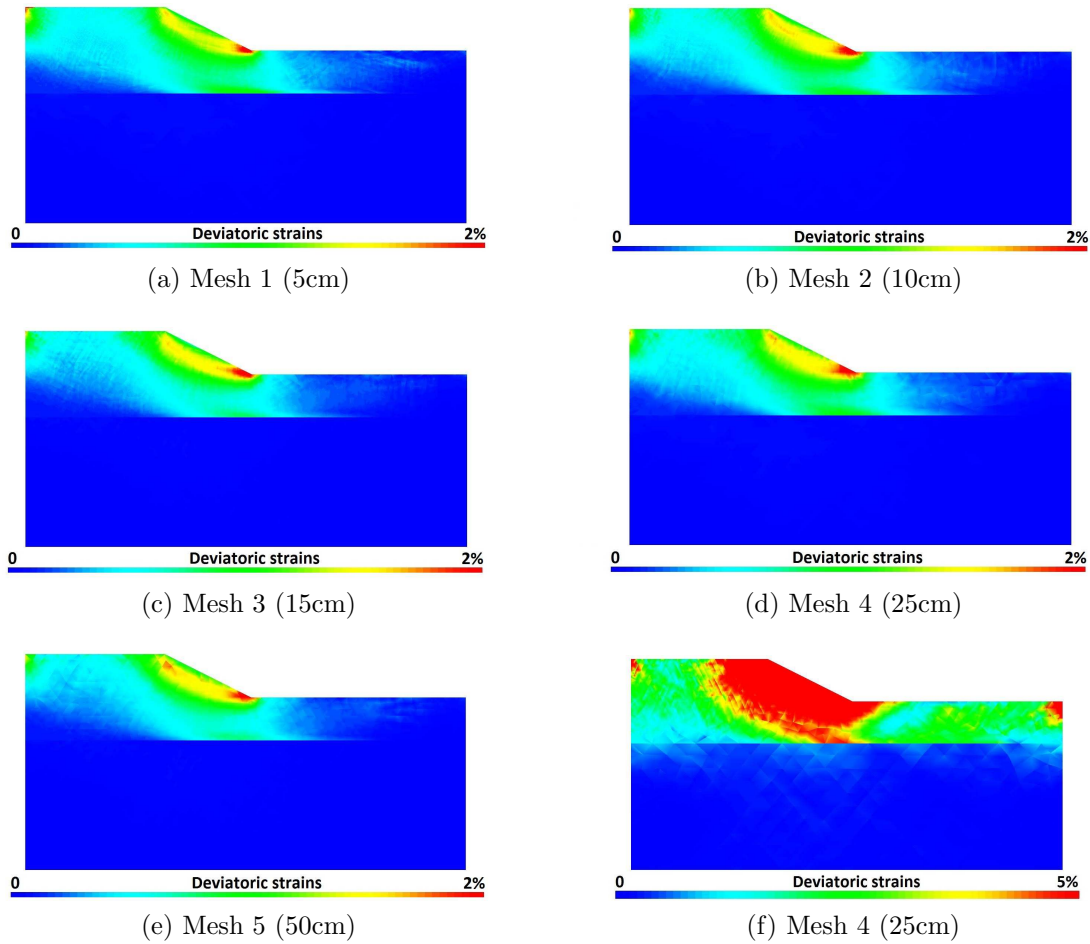 0 Deviatoric strains 2%
(a) Mesh 1 (5cm)
0 Deviatoric strains 2%
(b) Mesh 2 (10cm)
0 Deviatoric strains 2%
(c) Mesh 3 (15cm)
0 Deviatoric strains 2%
(d) Mesh 4 (25cm)
0 Deviatoric strains 2%
(e) Mesh 5 (50cm)
0 Deviatoric strains 5%
(f) Mesh 4 (25cm)